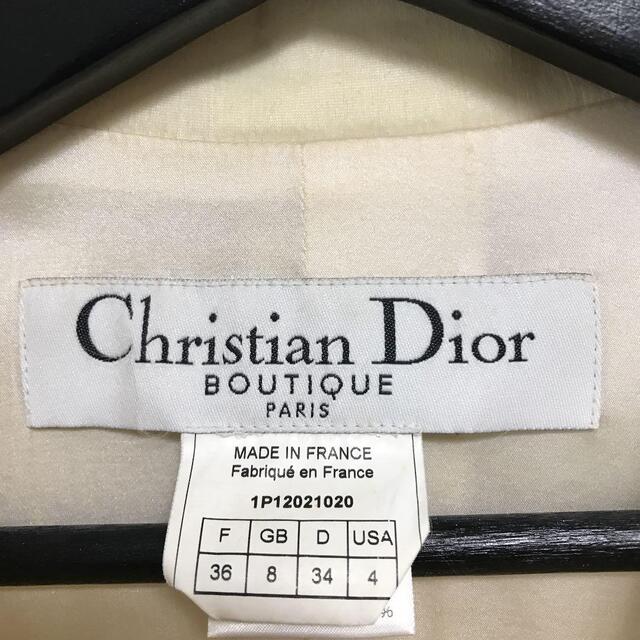 Christian Dior
BOUTIQUE
PARIS
MADE IN FRANCE
Fabriqué en France
1P12021020
F GB D USA
36 8 34 4
%